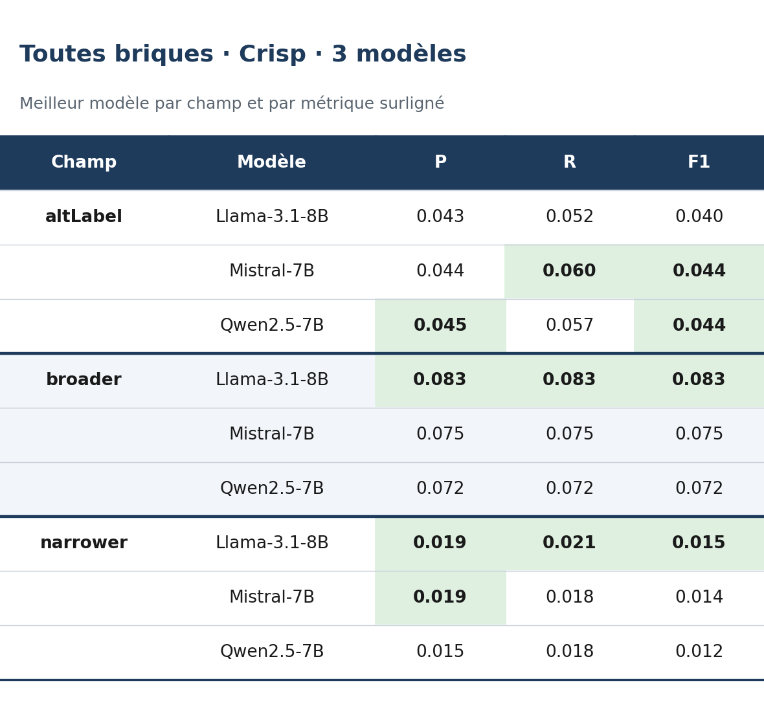 Toutes briques · Crisp · 3 modèles
Meilleur modèle par champ et par métrique surligné
Champ Modèle P R F1
altLabel Llama-3.1-8B 0.043 0.052 0.040
Mistral-7B 0.044 0.060 0.044
Qwen2.5-7B 0.045 0.057 0.044
broader Llama-3.1-8B 0.083 0.083 0.083
Mistral-7B 0.075 0.075 0.075
Qwen2.5-7B 0.072 0.072 0.072
narrower Llama-3.1-8B 0.019 0.021 0.015
Mistral-7B 0.019 0.018 0.014
Qwen2.5-7B 0.015 0.018 0.012